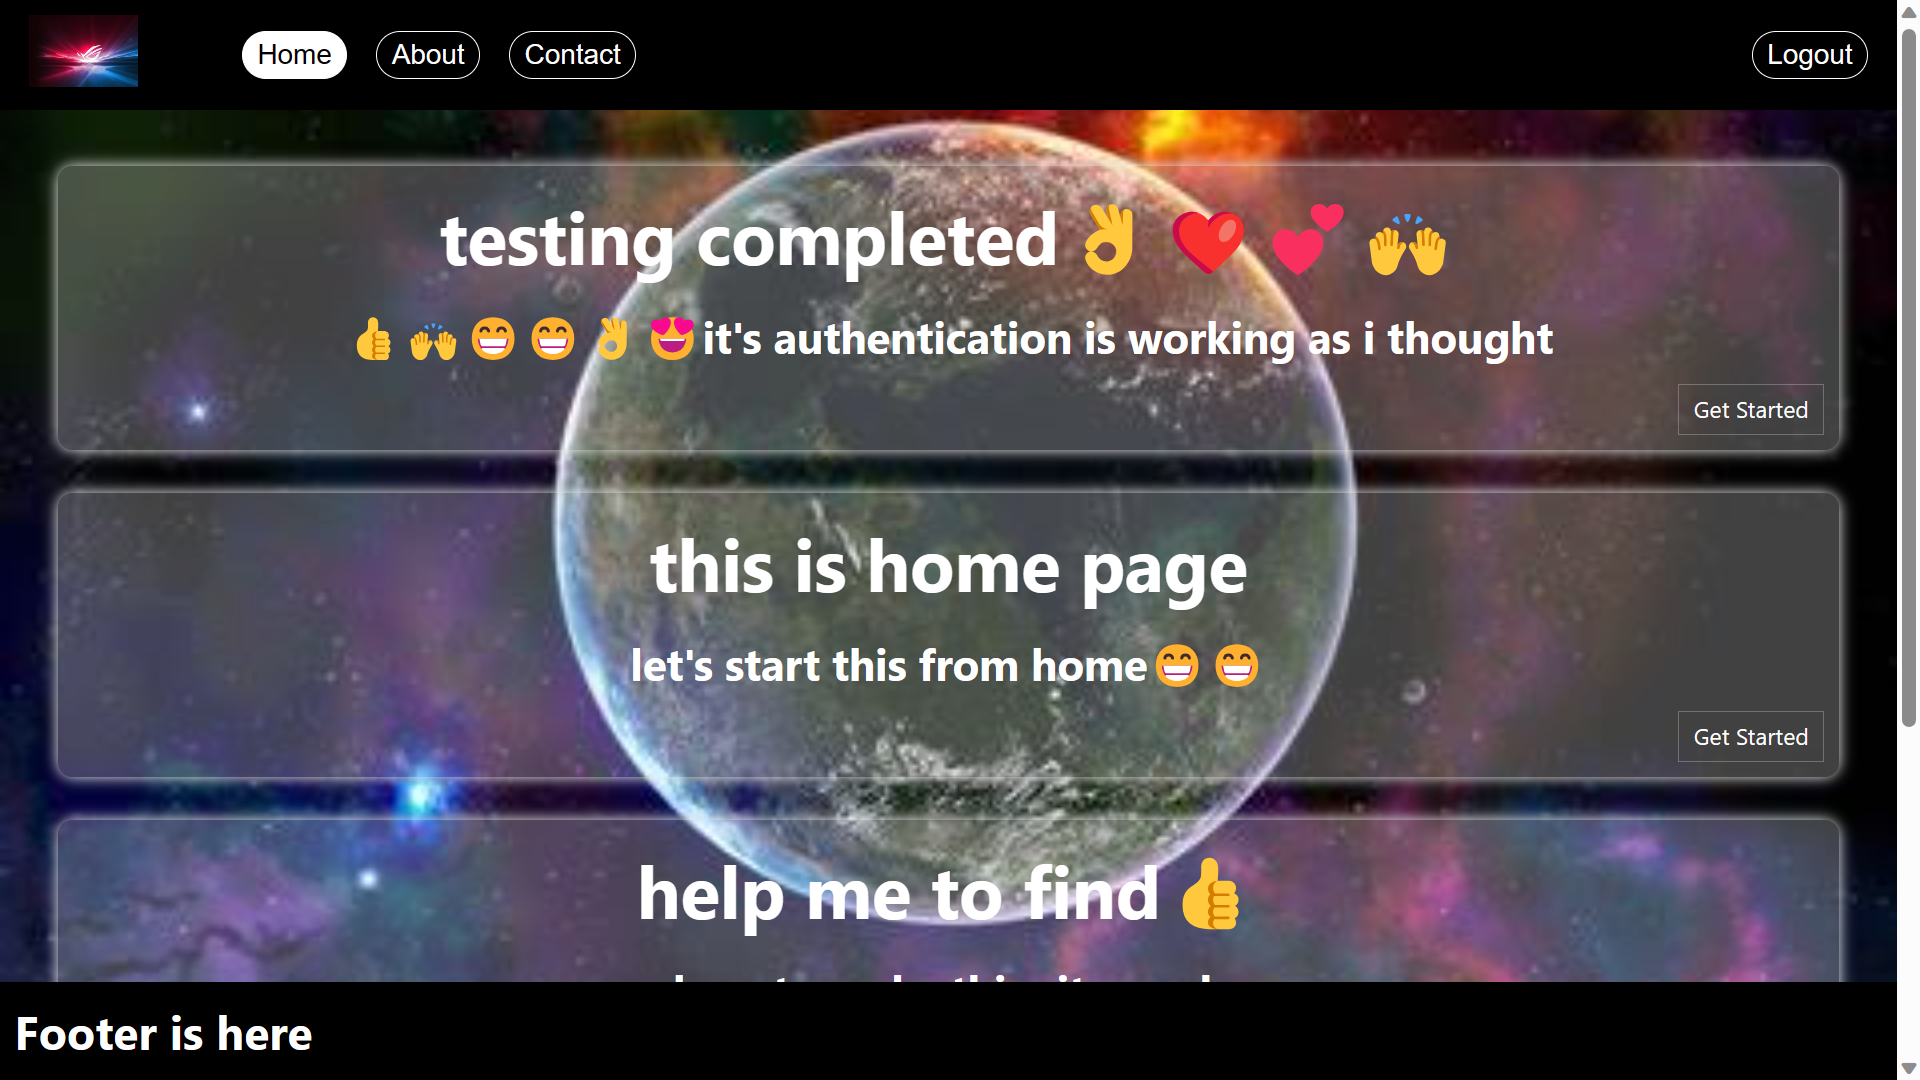 Home About Contact Logout
testing completed👌❤️💕🙌
👍🙌😁😁👌😍it's authentication is working as i thought
Get Started
this is home page
let's start this from home😁😁
Get Started
help me to find👍
Footer is here